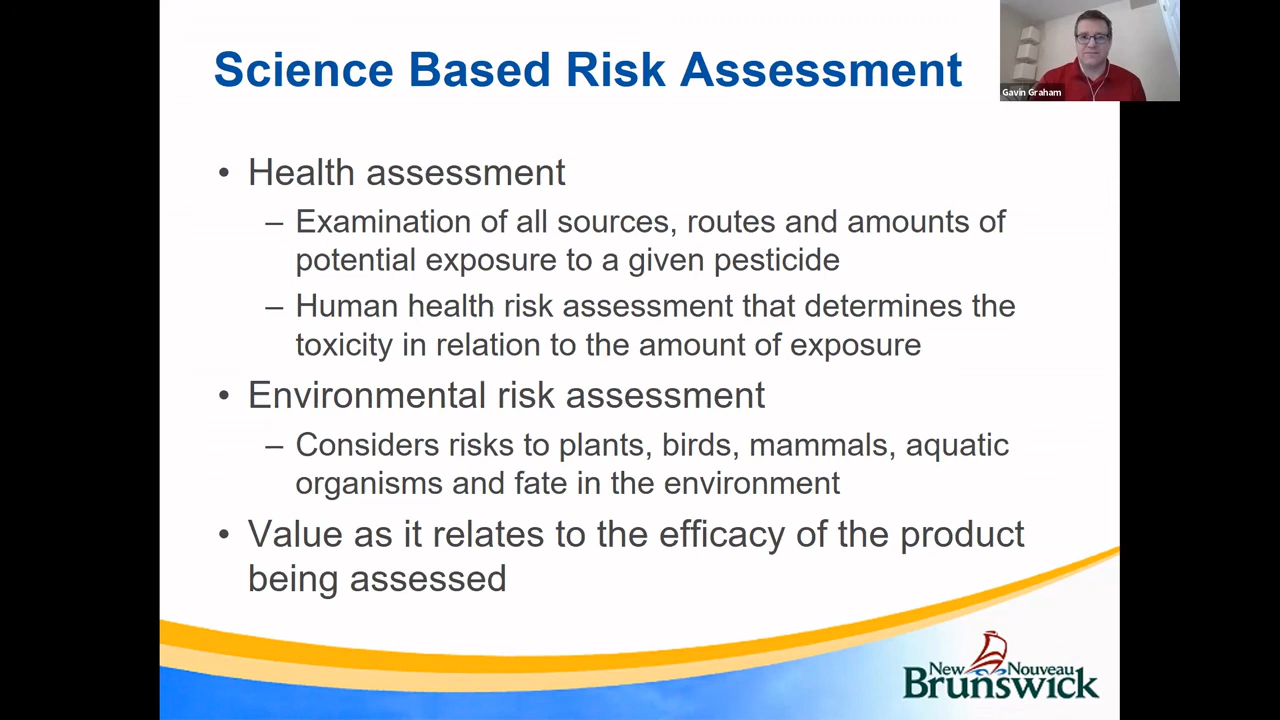 Science Based Risk Assessment
Gavin Graham
• Health assessment
– Examination of all sources, routes and amounts of
potential exposure to a given pesticide
– Human health risk assessment that determines the
toxicity in relation to the amount of exposure
• Environmental risk assessment
– Considers risks to plants, birds, mammals, aquatic
organisms and fate in the environment
• Value as it relates to the efficacy of the product
being assessed
New Nouveau
Brunswick